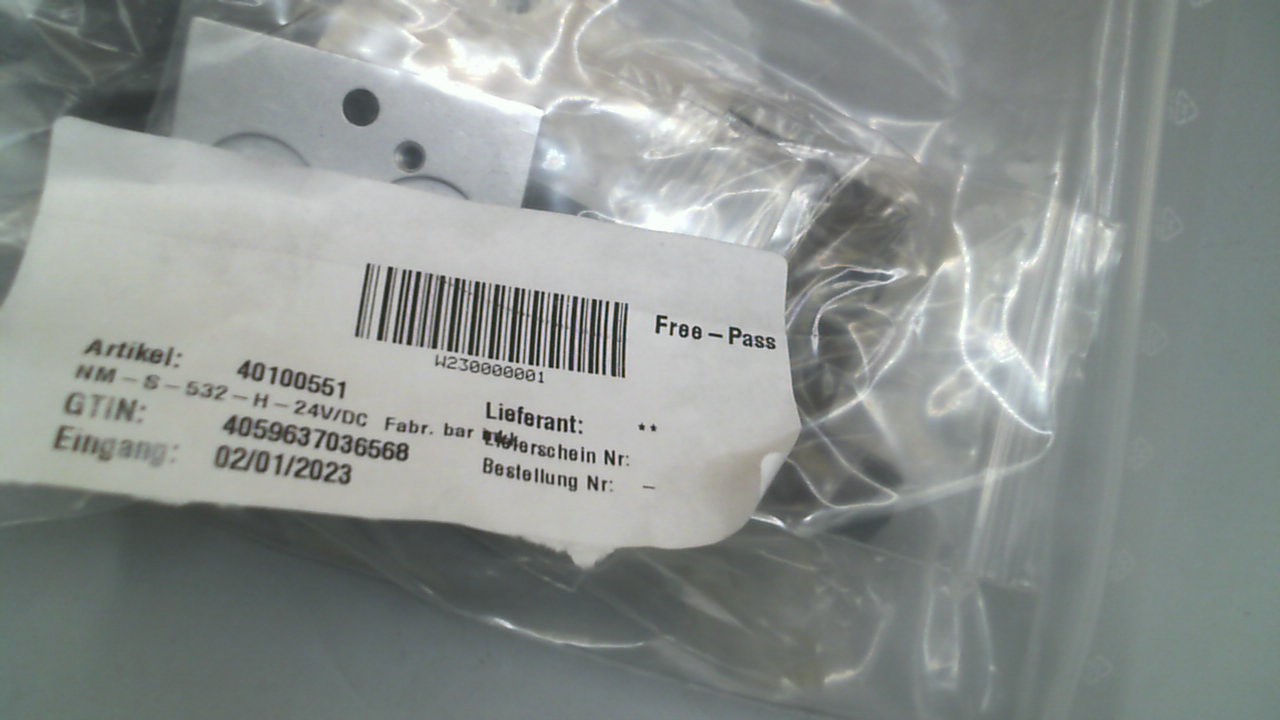 Free-Pass
W230000001
Artikel: 40100551
NM-S-532-H-24V/DC Fabr. bar
GTIN: 4059637036568
Eingang: 02/01/2023
Lieferant: **
Lieferschein Nr:
Bestellung Nr: -